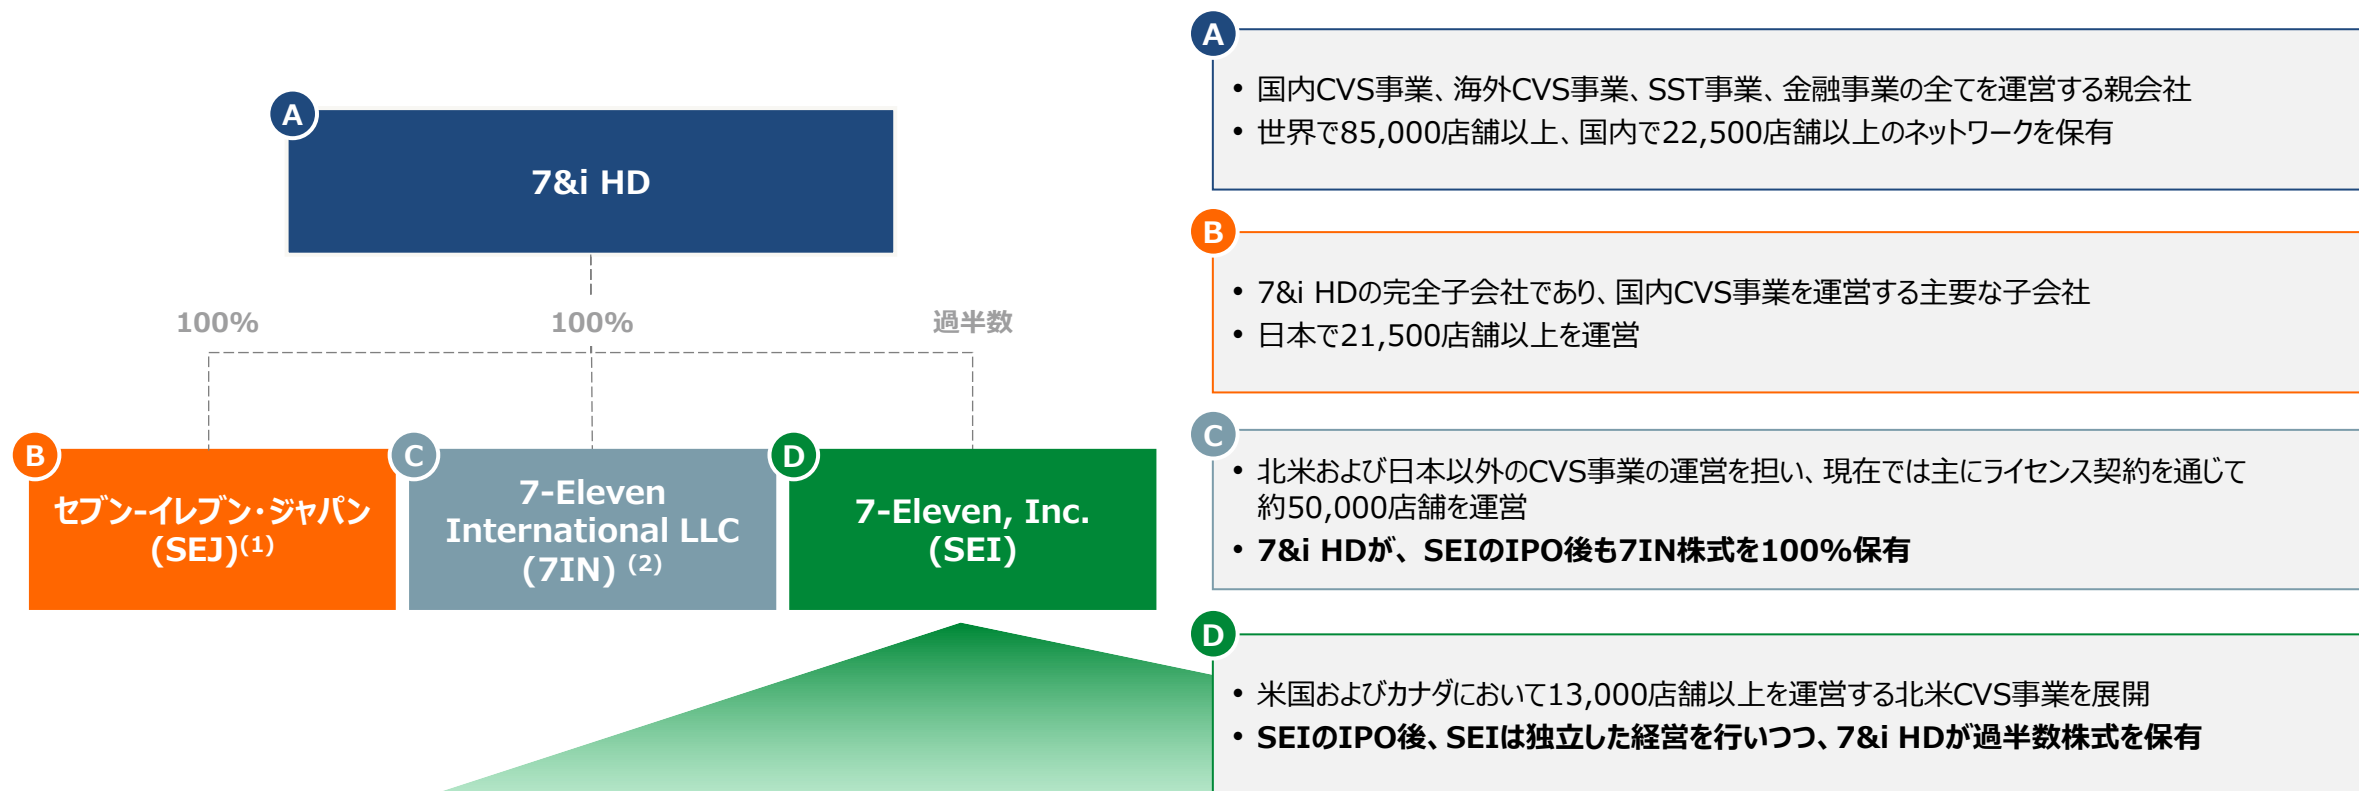 A
7&i HD
100%
100%
過半数
B
セブン-イレブン・ジャパン
(SEJ)(1)
C
7-Eleven
International LLC
(7IN) (2)
D
7-Eleven, Inc.
(SEI)
A
• 国内CVS事業、海外CVS事業、SST事業、金融事業の全てを運営する親会社
• 世界で85,000店舗以上、国内で22,500店舗以上のネットワークを保有
B
• 7&i HDの完全子会社であり、国内CVS事業を運営する主要な子会社
• 日本で21,500店舗以上を運営
C
• 北米および日本以外のCVS事業の運営を担い、現在では主にライセンス契約を通じて
約50,000店舗を運営
• 7&i HDが、SEIのIPO後も7IN株式を100%保有
D
• 米国およびカナダにおいて13,000店舗以上を運営する北米CVS事業を展開
• SEIのIPO後、SEIは独立した経営を行いつつ、7&i HDが過半数株式を保有